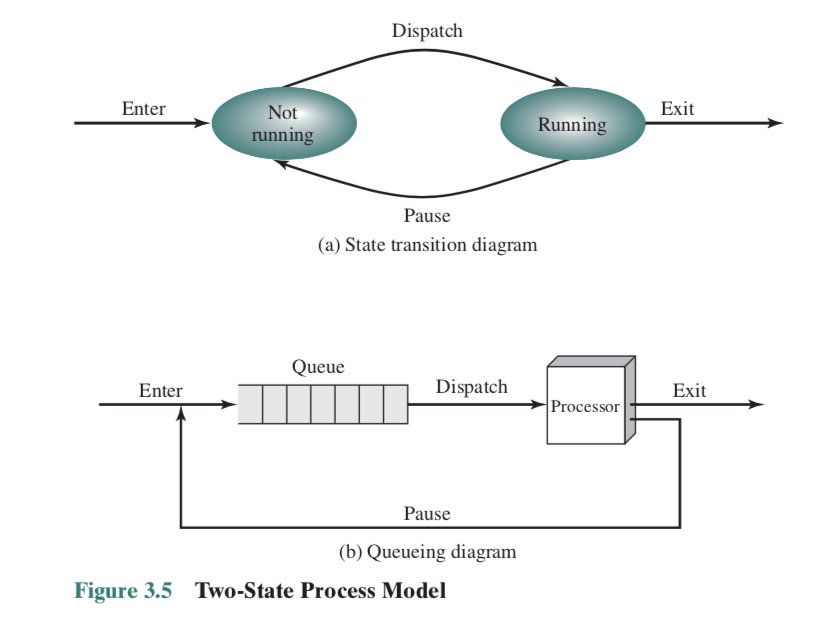 Dispatch
Enter
Not
running
Running
Exit
Pause
(a) State transition diagram
Queue
Enter
Dispatch
Processor
Exit
Pause
(b) Queueing diagram
Figure 3.5 Two-State Process Model